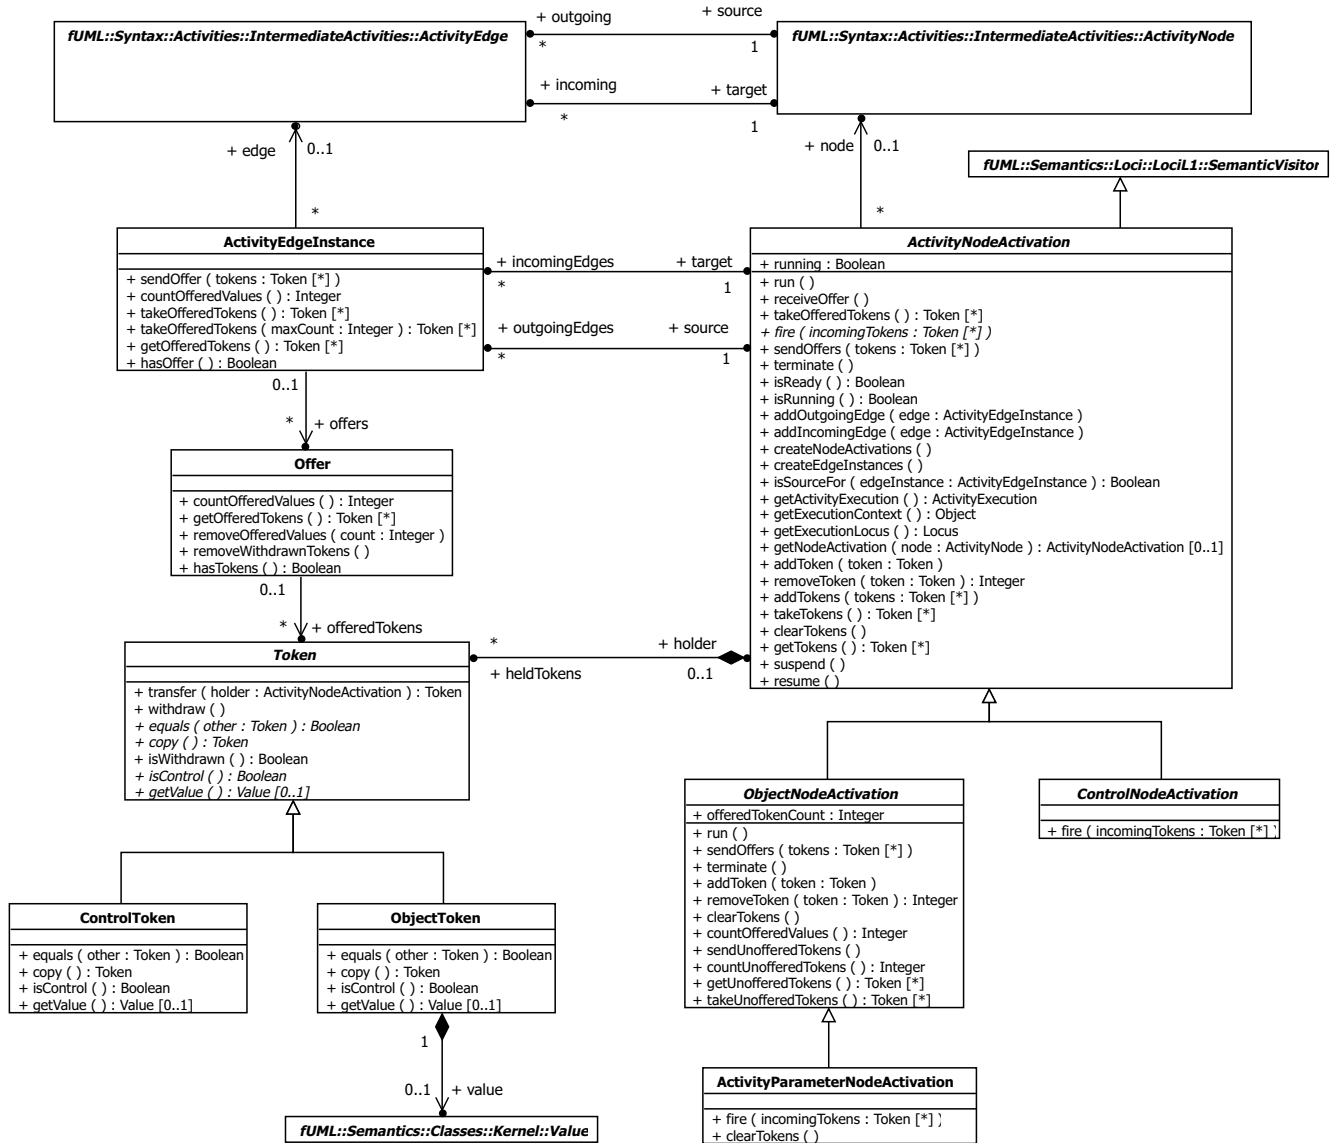 + outgoing
+ source
fUML::Syntax::Activities::IntermediateActivities::ActivityEdge
*
1
fUML::Syntax::Activities::IntermediateActivities::ActivityNode
+ incoming
+ target
*
1
+ edge
0..1
+ node
0..1
fUML::Semantics::Loci::LociL1::SemanticVisitor
*
*
ActivityEdgeInstance
+ sendOffer ( tokens : Token [*] )
+ countOfferedValues ( ) : Integer
+ takeOfferedTokens ( ) : Token [*]
+ takeOfferedTokens ( maxCount : Integer ) : Token [*]
+ getOfferedTokens ( ) : Token [*]
+ hasOffer ( ) : Boolean
+ incomingEdges
+ target
*
1
+ outgoingEdges
+ source
*
1
ActivityNodeActivation
+ running : Boolean
+ run ( )
+ receiveOffer ( )
+ takeOfferedTokens ( ) : Token [*]
+ fire ( incomingTokens : Token [*] )
+ sendOffers ( tokens : Token [*] )
+ terminate ( )
+ isReady ( ) : Boolean
+ isRunning ( ) : Boolean
+ addOutgoingEdge ( edge : ActivityEdgeInstance )
+ addIncomingEdge ( edge : ActivityEdgeInstance )
+ createNodeActivations ( )
+ createEdgeInstances ( )
+ isSourceFor ( edgeInstance : ActivityEdgeInstance ) : Boolean
+ getActivityExecution ( ) : ActivityExecution
+ getExecutionContext ( ) : Object
+ getExecutionLocus ( ) : Locus
+ getNodeActivation ( node : ActivityNode ) : ActivityNodeActivation [0..1]
+ addToken ( token : Token )
+ removeToken ( token : Token ) : Integer
+ addTokens ( tokens : Token [*] )
+ takeTokens ( ) : Token [*]
+ clearTokens ( )
+ getTokens ( ) : Token [*]
+ suspend ( )
+ resume ( )
0..1
*
+ offers
Offer
+ countOfferedValues ( ) : Integer
+ getOfferedTokens ( ) : Token [*]
+ removeOfferedValues ( count : Integer )
+ removeWithdrawnTokens ( )
+ hasTokens ( ) : Boolean
0..1
*
+ offeredTokens
*
+ holder
+ heldTokens
0..1
Token
+ transfer ( holder : ActivityNodeActivation ) : Token
+ withdraw ( )
+ equals ( other : Token ) : Boolean
+ copy ( ) : Token
+ isWithdrawn ( ) : Boolean
+ isControl ( ) : Boolean
+ getValue ( ) : Value [0..1]
ObjectNodeActivation
+ offeredTokenCount : Integer
+ run ( )
+ sendOffers ( tokens : Token [*] )
+ terminate ( )
+ addToken ( token : Token )
+ removeToken ( token : Token ) : Integer
+ clearTokens ( )
+ countOfferedValues ( ) : Integer
+ sendUnofferedTokens ( )
+ countUnofferedTokens ( ) : Integer
+ getUnofferedTokens ( ) : Token [*]
+ takeUnofferedTokens ( ) : Token [*]
ControlNodeActivation
+ fire ( incomingTokens : Token [*] )
ControlToken
+ equals ( other : Token ) : Boolean
+ copy ( ) : Token
+ isControl ( ) : Boolean
+ getValue ( ) : Value [0..1]
ObjectToken
+ equals ( other : Token ) : Boolean
+ copy ( ) : Token
+ isControl ( ) : Boolean
+ getValue ( ) : Value [0..1]
1
0..1
+ value
fUML::Semantics::Classes::Kernel::Value
ActivityParameterNodeActivation
+ fire ( incomingTokens : Token [*] )
+ clearTokens ( )